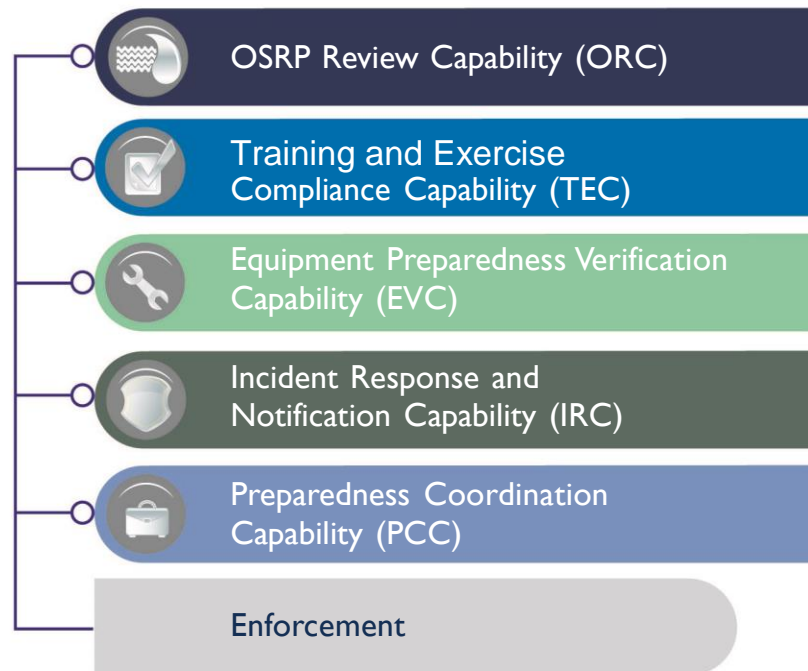 OSRP Review Capability (ORC)
Training and Exercise
Compliance Capability (TEC)
Equipment Preparedness Verification
Capability (EVC)
Incident Response and
Notification Capability (IRC)
Preparedness Coordination
Capability (PCC)
Enforcement